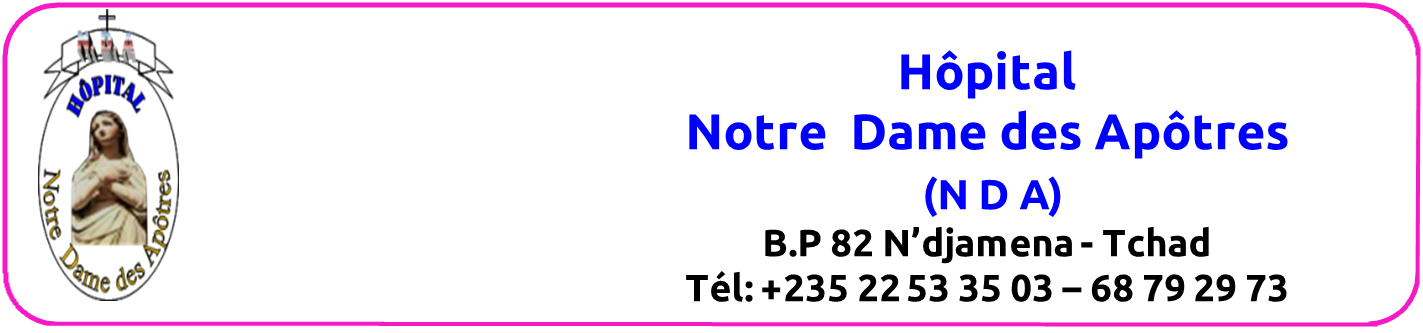 NDA
HÔPITAL
Notre Dame des Apôtres
Hôpital
Notre Dame des Apôtres
(N D A)
B.P 82 N’djamena - Tchad
Tél: +235 22 53 35 03 – 68 79 29 73